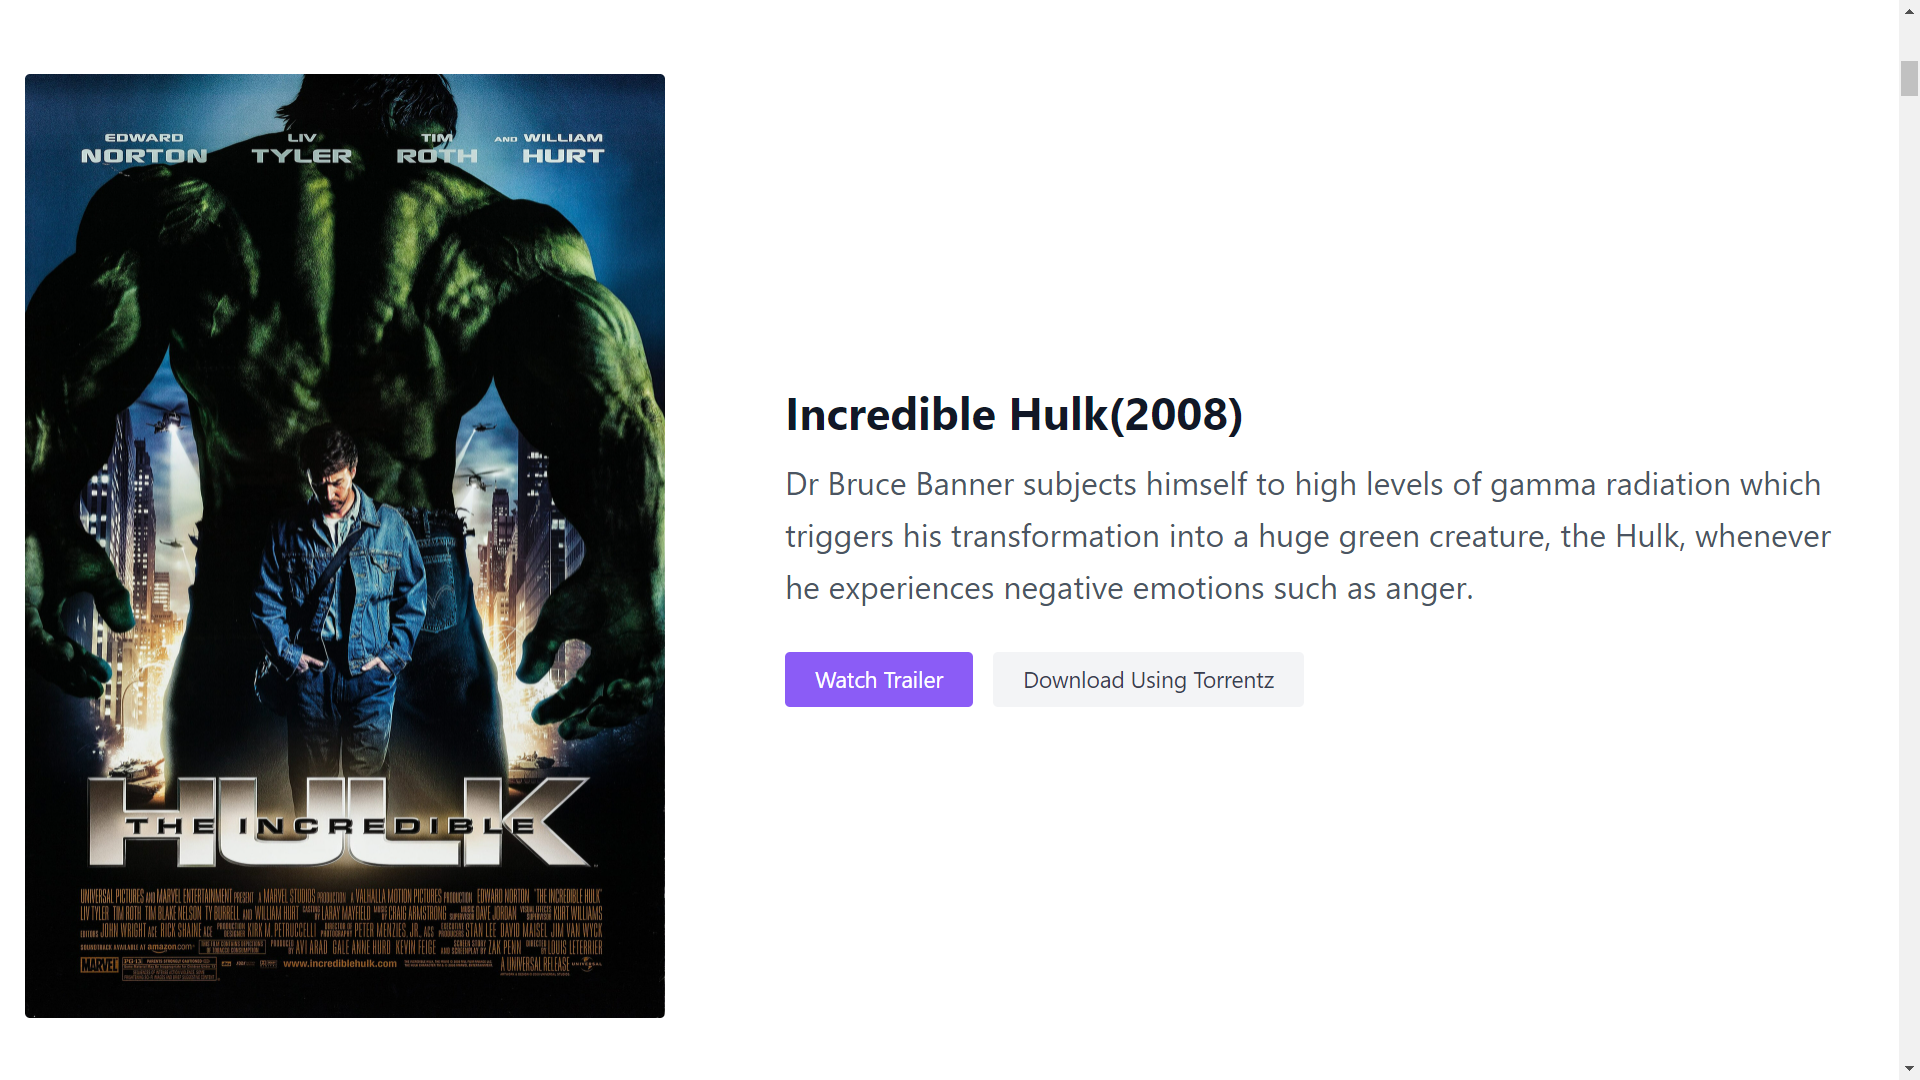 EDWARD NORTON LIV TYLER TIM ROTH AND WILLIAM HURT
THE INCREDIBLE HULK
UNIVERSAL PICTURES AND MARVEL ENTERTAINMENT PRESENT A MARVEL STUDIOS PRODUCTION A VALHALLA MOTION PICTURES PRODUCTION EDWARD NORTON "THE INCREDIBLE HULK"
LIV TYLER TIM ROTH TIM BLAKE NELSON TY BURRELL AND WILLIAM HURT CASTING BY LARAY MAYFIELD MUSIC BY CRAIG ARMSTRONG MUSIC SUPERVISOR DAVE JORDAN VISUAL EFFECTS SUPERVISOR KURT WILLIAMS
EDITORS JOHN WRIGHT ACE RICK SHAINE ACE PRODUCTION DESIGNER KIRK M. PETRUCCELLI DIRECTOR OF PHOTOGRAPHY PETER MENZIES, JR., ACS EXECUTIVE PRODUCERS STAN LEE DAVID MAISEL JIM VAN WYCK
SOUNDTRACK AVAILABLE AT amazon.com PRODUCED BY AVI ARAD GALE ANNE HURD KEVIN FEIGE SCREEN STORY AND SCREENPLAY BY ZAK PENN DIRECTED BY LOUIS LETERRIER
MARVEL PG-13 PARENTS STRONGLY CAUTIONED www.incrediblehulk.com A UNIVERSAL RELEASE UNIVERSAL
Incredible Hulk(2008)
Dr Bruce Banner subjects himself to high levels of gamma radiation which
triggers his transformation into a huge green creature, the Hulk, whenever
he experiences negative emotions such as anger.
Watch Trailer Download Using Torrentz